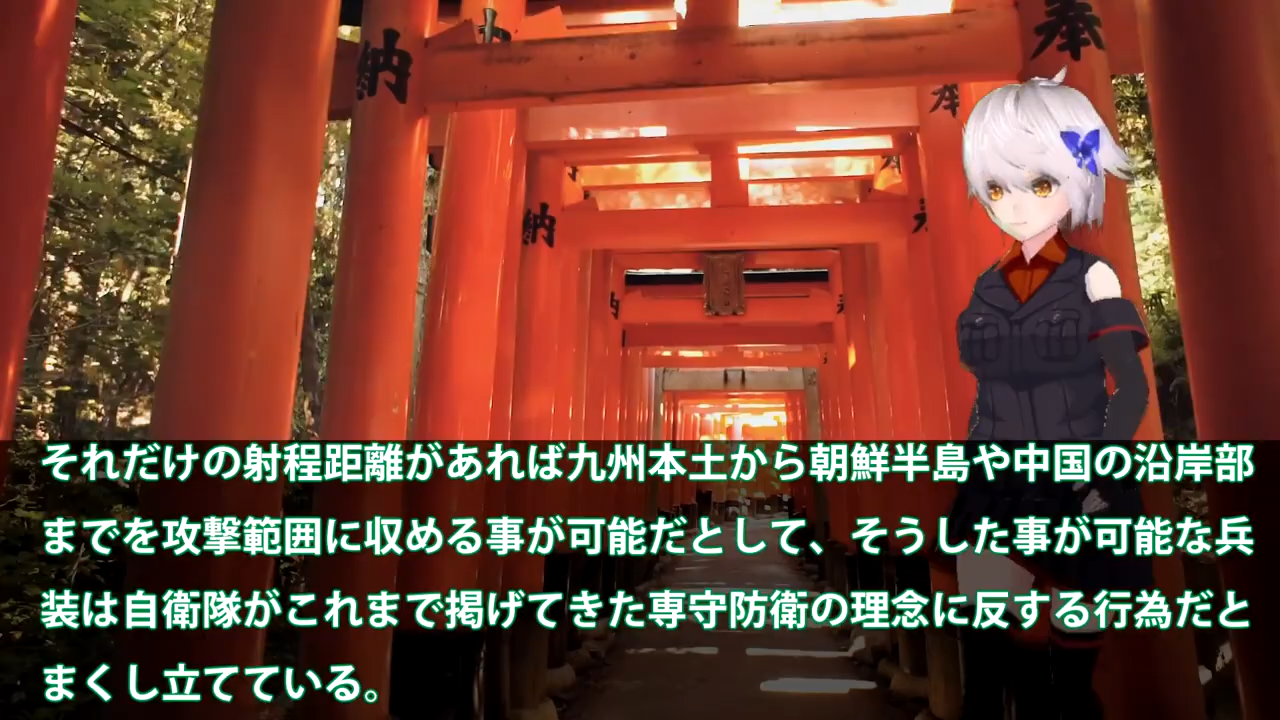 納
奉
奉
納
それだけの射程距離があれば九州本土から朝鮮半島や中国の沿岸部
までを攻撃範囲に収める事が可能だとして、そうした事が可能な兵
装は自衛隊がこれまで掲げてきた専守防衛の理念に反する行為だと
まくし立てている。